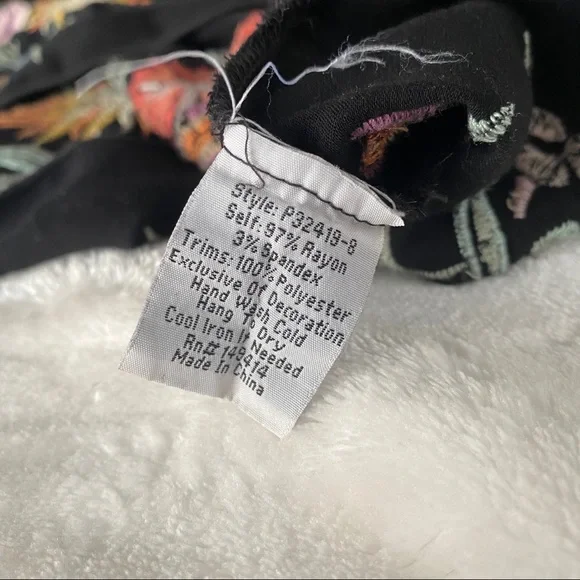 Style: P32419-8
Self: 97% Rayon
3% Spandex
Trims: 100% Polyester
Exclusive Of Decoration
Hand Wash Cold
Hang To Dry
Cool Iron If Needed
Rn# 148414
Made In China